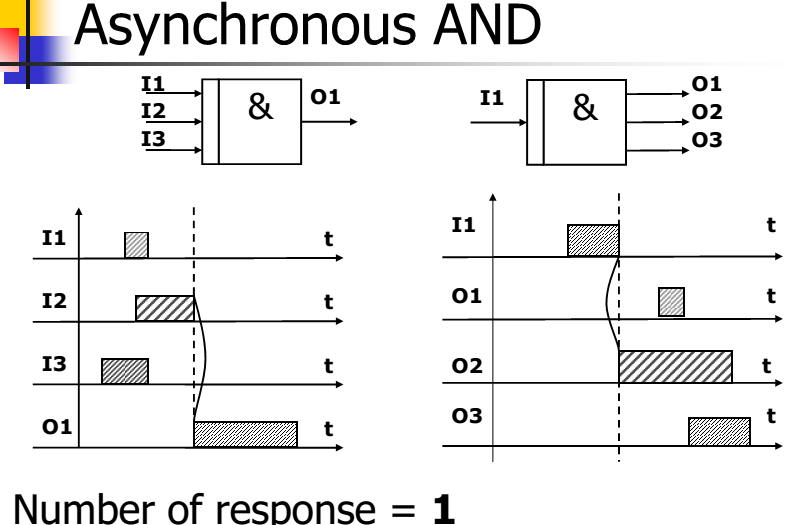 Asynchronous AND
I1
I2
I3
&
O1
I1
&
O1
O2
O3
I1 t
I2 t
I3 t
O1 t
I1 t
O1 t
O2 t
O3 t
Number of response = 1